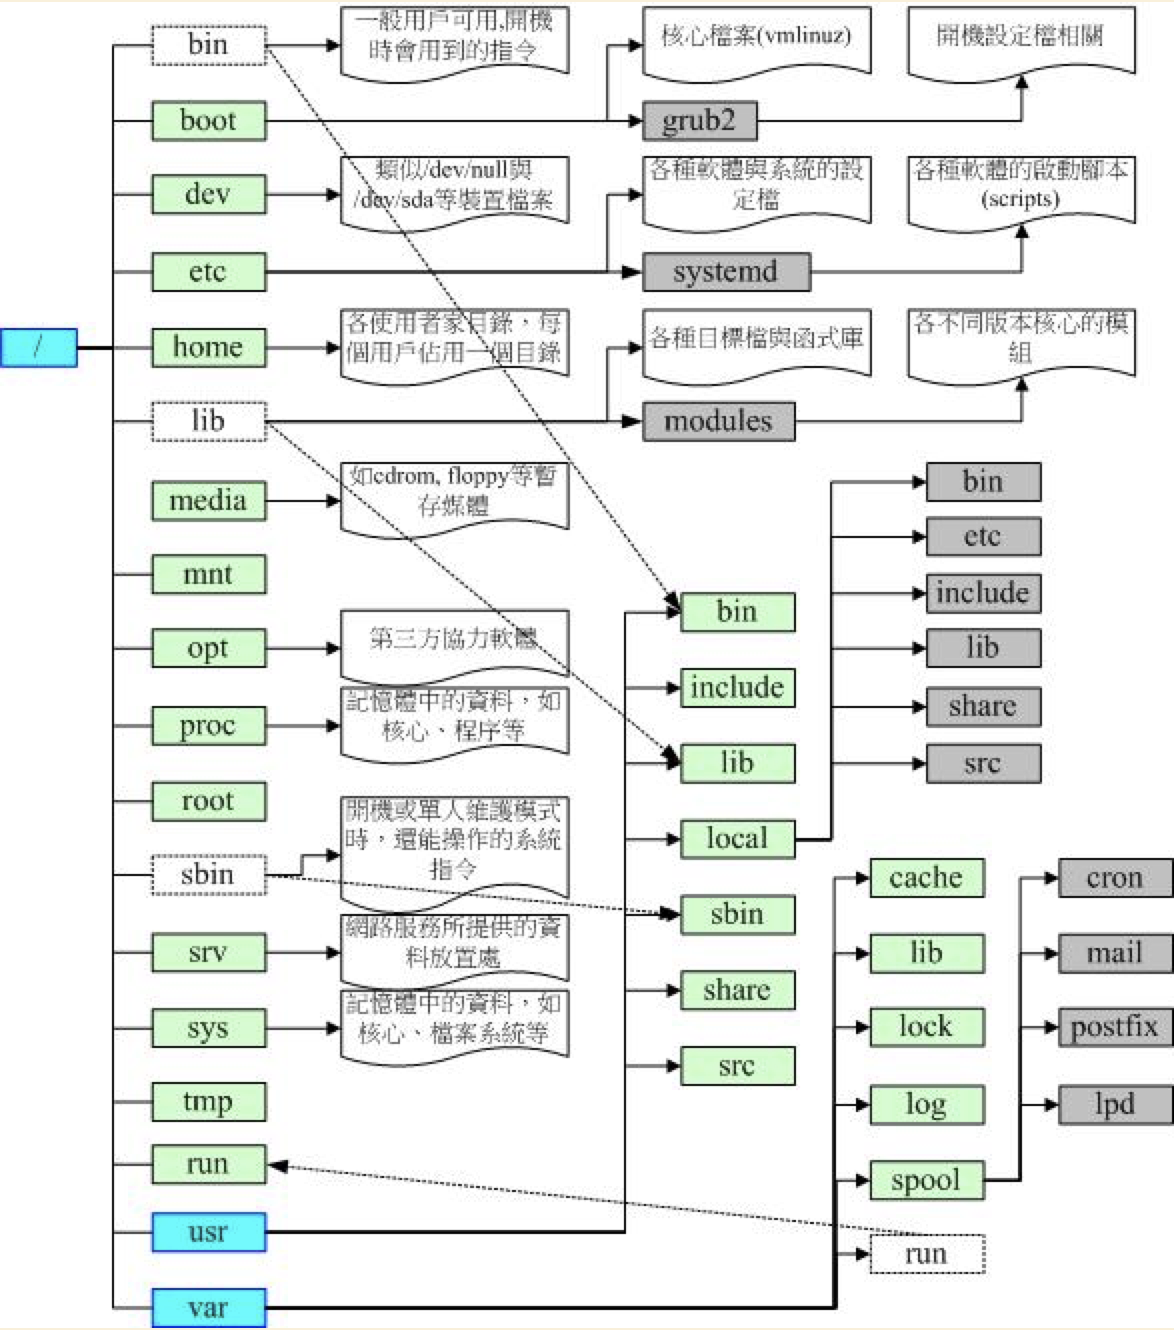 bin
一般用戶可用,開機
時會用到的指令
核心檔案(vmlinuz)
開機設定檔相關
boot
grub2
dev
類似/dev/null與
/dev/sda等裝置檔案
各種軟體與系統的設
定檔
各種軟體的啟動腳本
(scripts)
etc
systemd
/
home
各使用者家目錄，每
個用戶佔用一個目錄
各種目標檔與函式庫
各不同版本核心的模
組
lib
modules
media
如cdrom, floppy等暫
存媒體
mnt
opt
第三方協力軟體
proc
記憶體中的資料，如
核心、程序等
root
sbin
開機或單人維護模式
時，還能操作的系統
指令
srv
網路服務所提供的資
料放置處
sys
記憶體中的資料，如
核心、檔案系統等
tmp
run
usr
var
bin
include
lib
local
sbin
share
src
bin
etc
include
lib
share
src
cache
lib
lock
log
spool
run
cron
mail
postfix
lpd